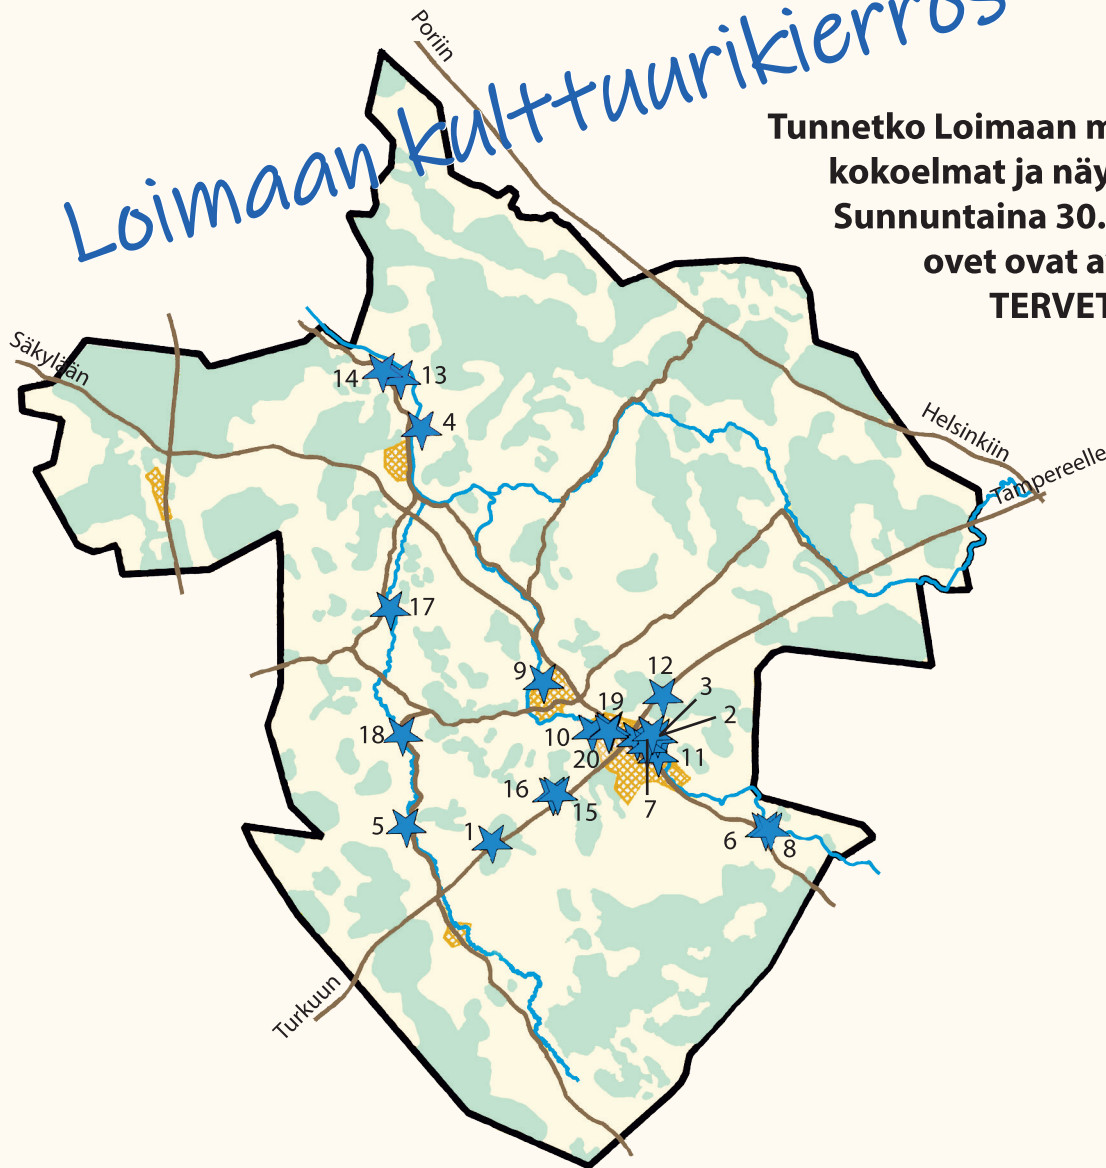 Loimaan kulttuurikierros
Tunnetko Loimaan m
kokoelmat ja näy
Sunnuntaina 30.
ovet ovat a
TERVET
Poriin
Säkylään
Helsinkiin
Tampereelle
14
13
4
17
9
12
3
19
2
18
10
20
11
16
15
7
5
1
6
8
Turkuun